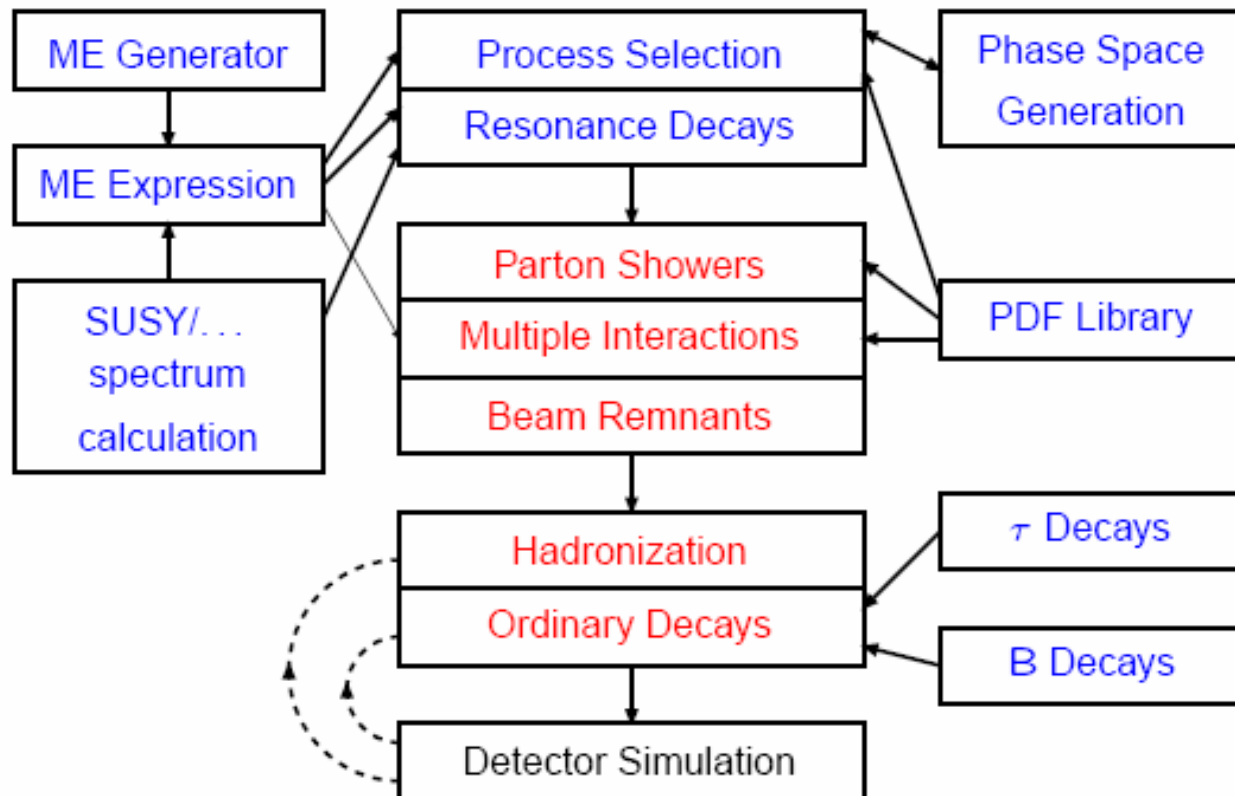 ME Generator
ME Expression
SUSY/...
spectrum
calculation
Process Selection
Resonance Decays
Parton Showers
Multiple Interactions
Beam Remnants
Hadronization
Ordinary Decays
Detector Simulation
Phase Space
Generation
PDF Library
τ Decays
B Decays